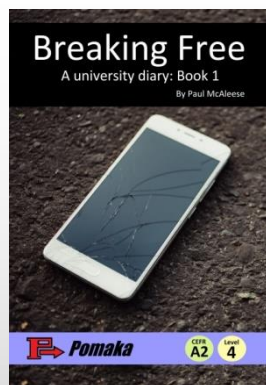 Breaking Free
A university diary: Book 1
By Paul McAleese
Pomaka
CEFR
A2
Level
4